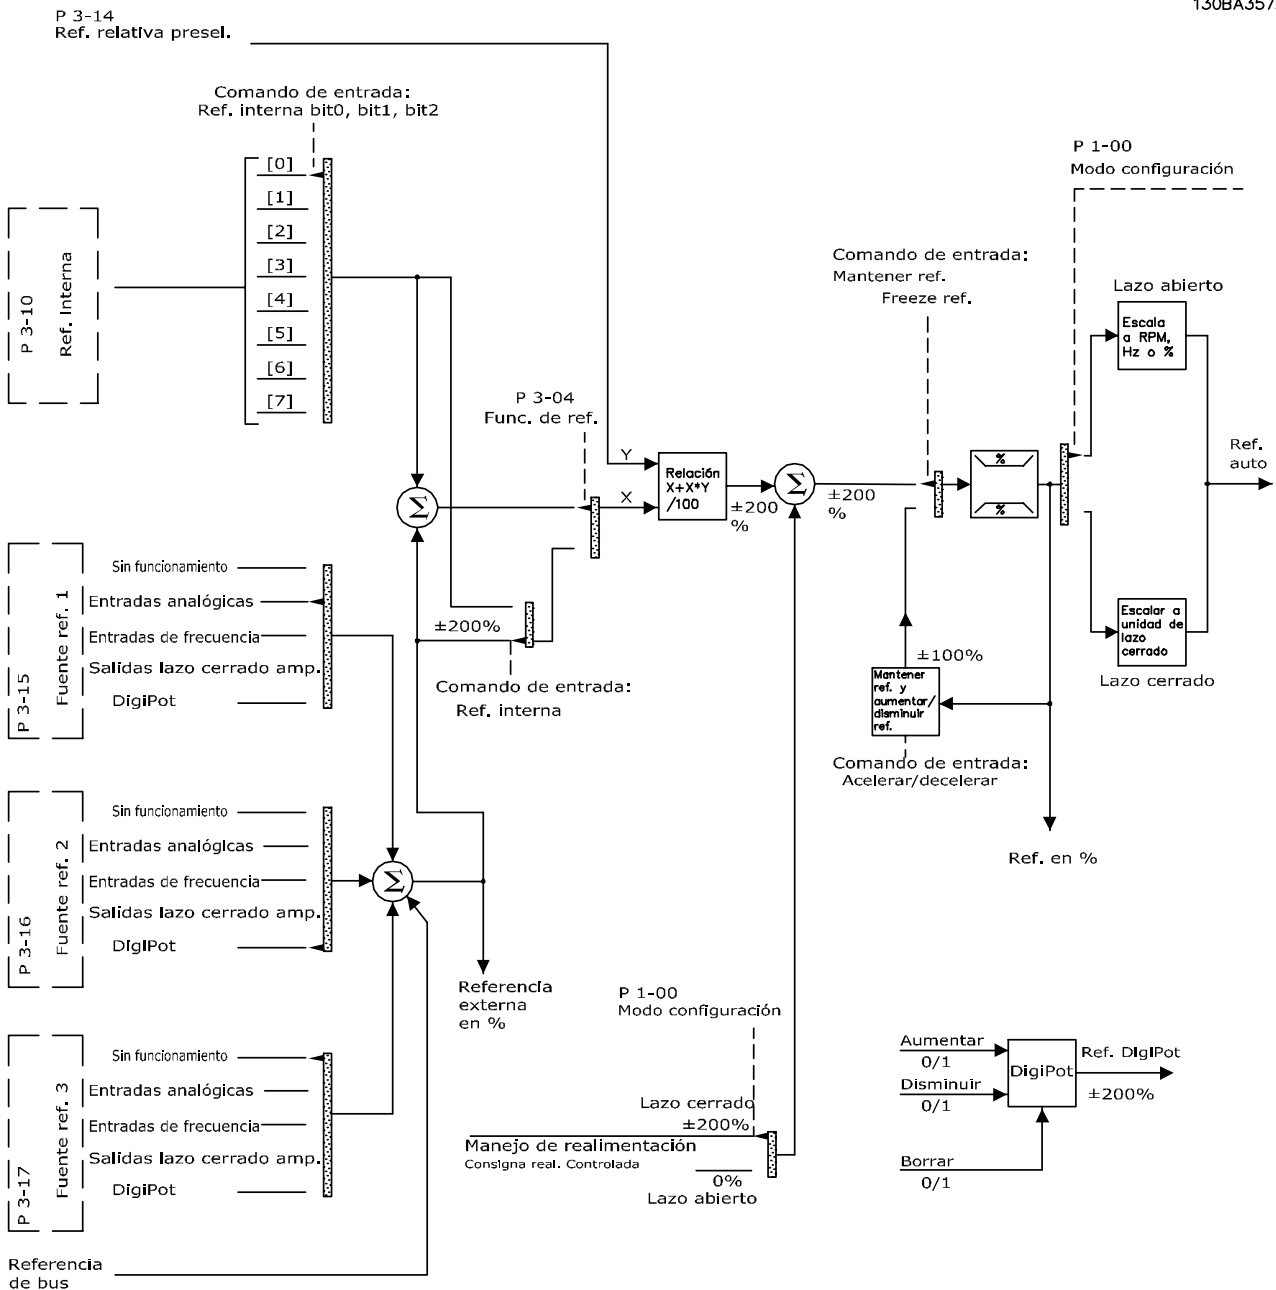 130BA357
P 3-14
Ref. relativa presel.
Comando de entrada:
Ref. interna bit0, bit1, bit2
P 1-00
Modo configuración
[0]
[1]
[2]
[3]
[4]
[5]
[6]
[7]
P 3-10
Ref. Interna
Comando de entrada:
Mantener ref.
Freeze ref.
Lazo abierto
Escala
a RPM,
Hz o %
P 3-04
Func. de ref.
Y
X
Relación
X+X*Y
/100
±200
%
Σ
±200
%
%
%
Ref.
auto
Σ
P 3-15
Fuente ref. 1
Sin funcionamiento
Entradas analógicas
Entradas de frecuencia
Salidas lazo cerrado amp.
DigiPot
±200%
Comando de entrada:
Ref. interna
±100%
Mantener
ref. y
aumentar/
disminuir
ref.
Comando de entrada:
Acelerar/decelerar
Escalar a
unidad de
lazo
cerrado
Lazo cerrado
Ref. en %
P 3-16
Fuente ref. 2
Sin funcionamiento
Entradas analógicas
Entradas de frecuencia
Salidas lazo cerrado amp.
DigiPot
Σ
Referencia
externa
en %
P 1-00
Modo configuración
Lazo cerrado
±200%
Manejo de realimentación
Consigna real. Controlada
0%
Lazo abierto
Aumentar
0/1
Disminuir
0/1
Borrar
0/1
DigiPot
Ref. DigiPot
±200%
P 3-17
Fuente ref. 3
Sin funcionamiento
Entradas analógicas
Entradas de frecuencia
Salidas lazo cerrado amp.
DigiPot
Referencia
de bus